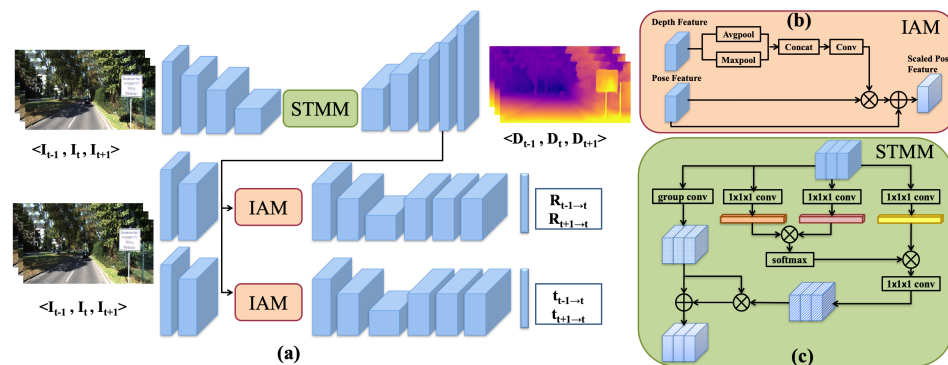 STMM
<I_{t-1} , I_t , I_{t+1}>
<D_{t-1} , D_t , D_{t+1}>
IAM
R_{t-1→t}
R_{t+1→t}
<I_{t-1} , I_t , I_{t+1}>
IAM
t_{t-1→t}
t_{t+1→t}
(a)
(b)
IAM
Depth Feature
Avgpool
Maxpool
Concat
Conv
Pose Feature
Scaled Pose
Feature
STMM
group conv
1x1x1 conv
1x1x1 conv
1x1x1 conv
softmax
1x1x1 conv
(c)